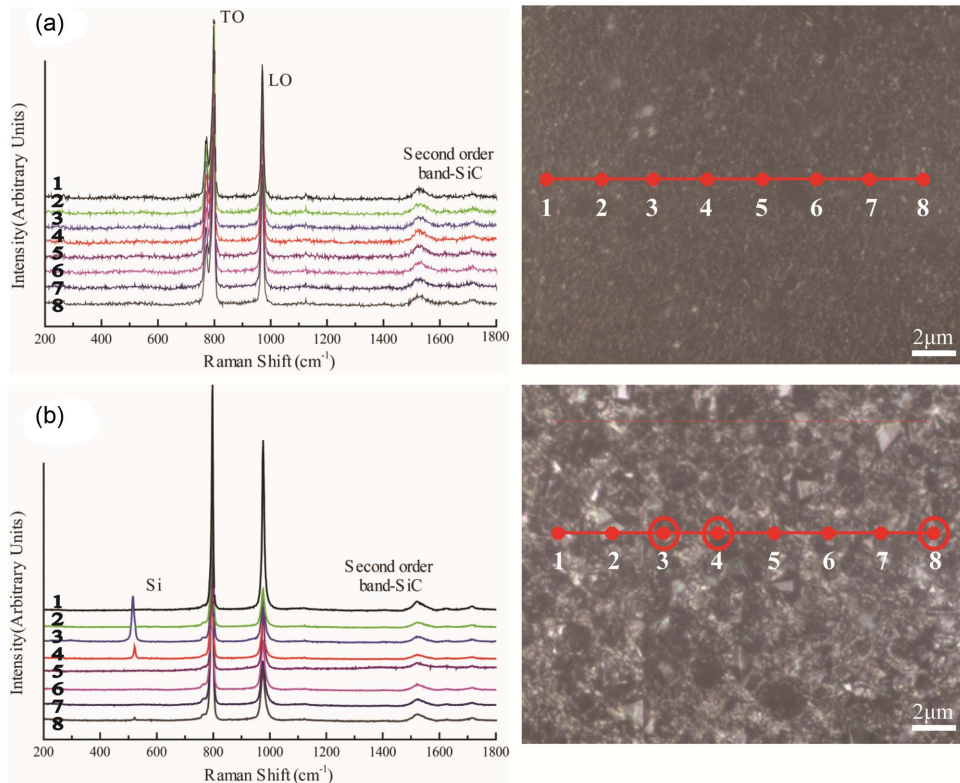 (a)
TO
LO
Second order
band-SiC
Intensity(Arbitrary Units)
1
2
3
4
5
6
7
8
200 400 600 800 1000 1200 1400 1600 1800
Raman Shift(cm⁻¹)
1 2 3 4 5 6 7 8
2μm
(b)
Si
Second order
band-SiC
Intensity(Arbitrary Units)
1
2
3
4
5
6
7
8
200 400 600 800 1000 1200 1400 1600 1800
Raman Shift(cm⁻¹)
1 2 3 4 5 6 7 8
2μm